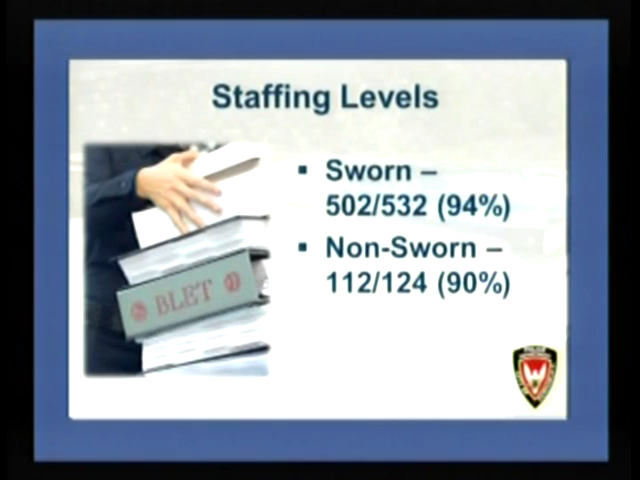 Staffing Levels
▪ Sworn –
502/532 (94%)
▪ Non-Sworn –
112/124 (90%)
BLET